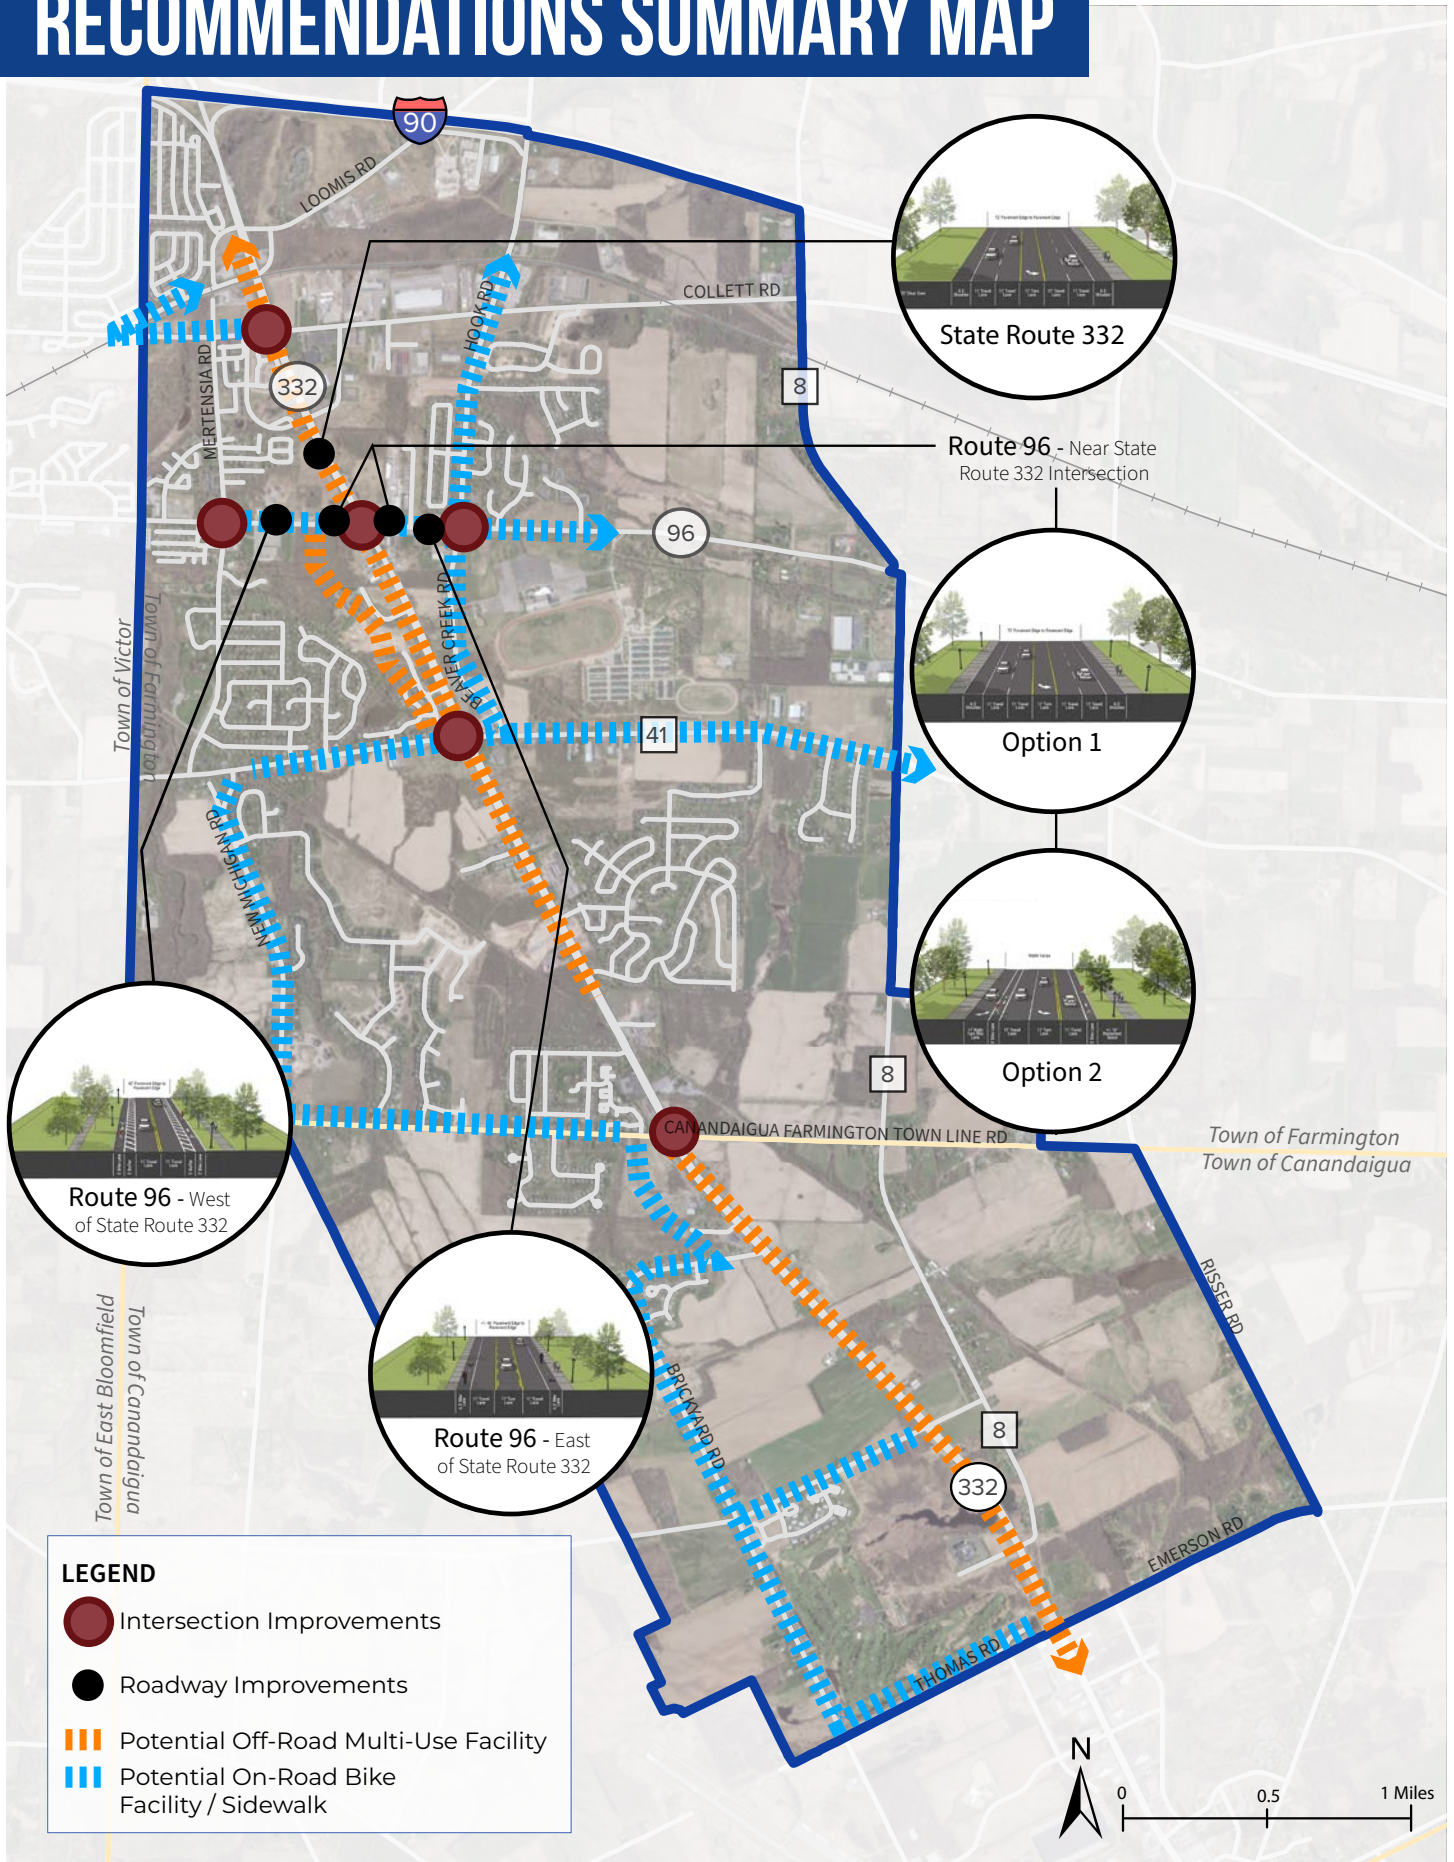 RECOMMENDATIONS SUMMARY MAP
90
LOOMIS RD
COLLETT RD
HOOK RD
MERTENSIA RD
332
8
State Route 332
Route 96 - Near State
Route 332 Intersection
96
Town of Victor
Town of Farmington
BEAVER CREEK RD
41
Option 1
NEW MICHIGAN RD
Option 2
8
CANANDAIGUA FARMINGTON TOWN LINE RD
Town of Farmington
Town of Canandaigua
Route 96 - West
of State Route 332
RISSER RD
Town of East Bloomfield
Town of Canandaigua
BRICKYARD RD
Route 96 - East
of State Route 332
8
332
EMERSON RD
THOMAS RD
LEGEND
Intersection Improvements
Roadway Improvements
Potential Off-Road Multi-Use Facility
Potential On-Road Bike
Facility / Sidewalk
N
0 0.5 1 Miles